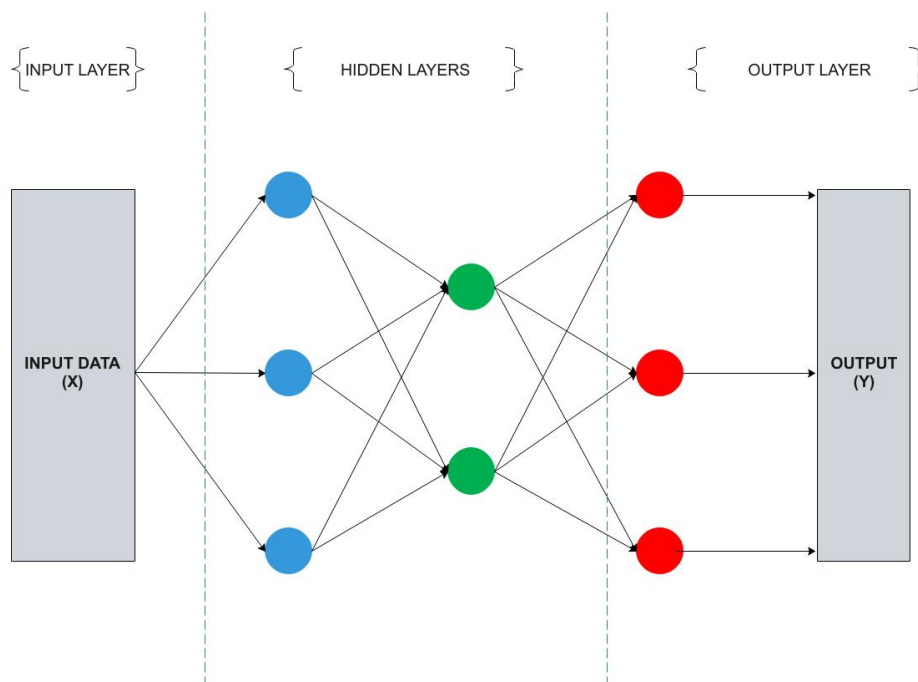 INPUT LAYER
HIDDEN LAYERS
OUTPUT LAYER
INPUT DATA
(X)
OUTPUT
(Y)